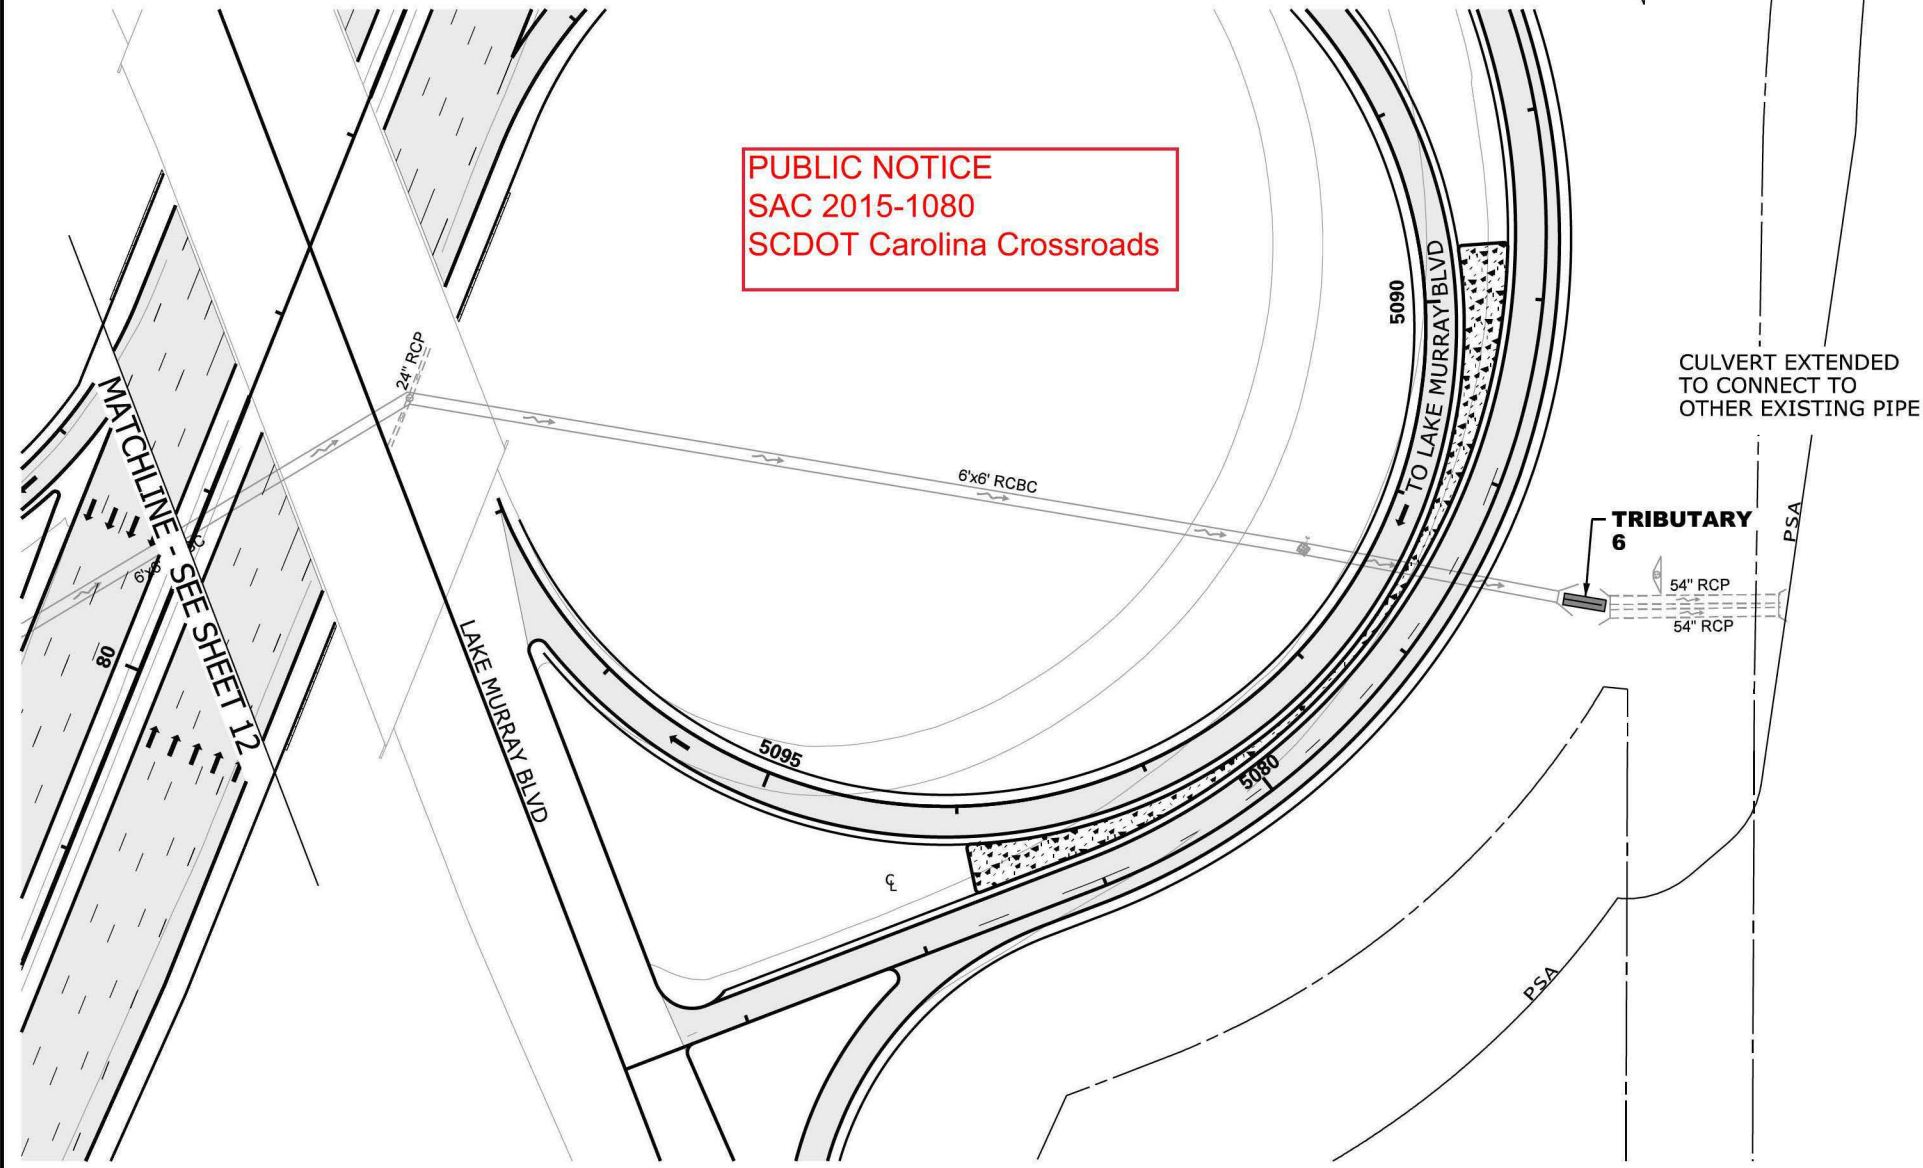 PUBLIC NOTICE
SAC 2015-1080
SCDOT Carolina Crossroads
24" RCP
5090
TO LAKE MURRAY BLVD
CULVERT EXTENDED
TO CONNECT TO
OTHER EXISTING PIPE
MATCHLINE - SEE SHEET 12
6'x6' RCBC
TRIBUTARY
6
PSA
54" RCP
54" RCP
6'x6'
80
LAKE MURRAY BLVD
5095
5080
PSA